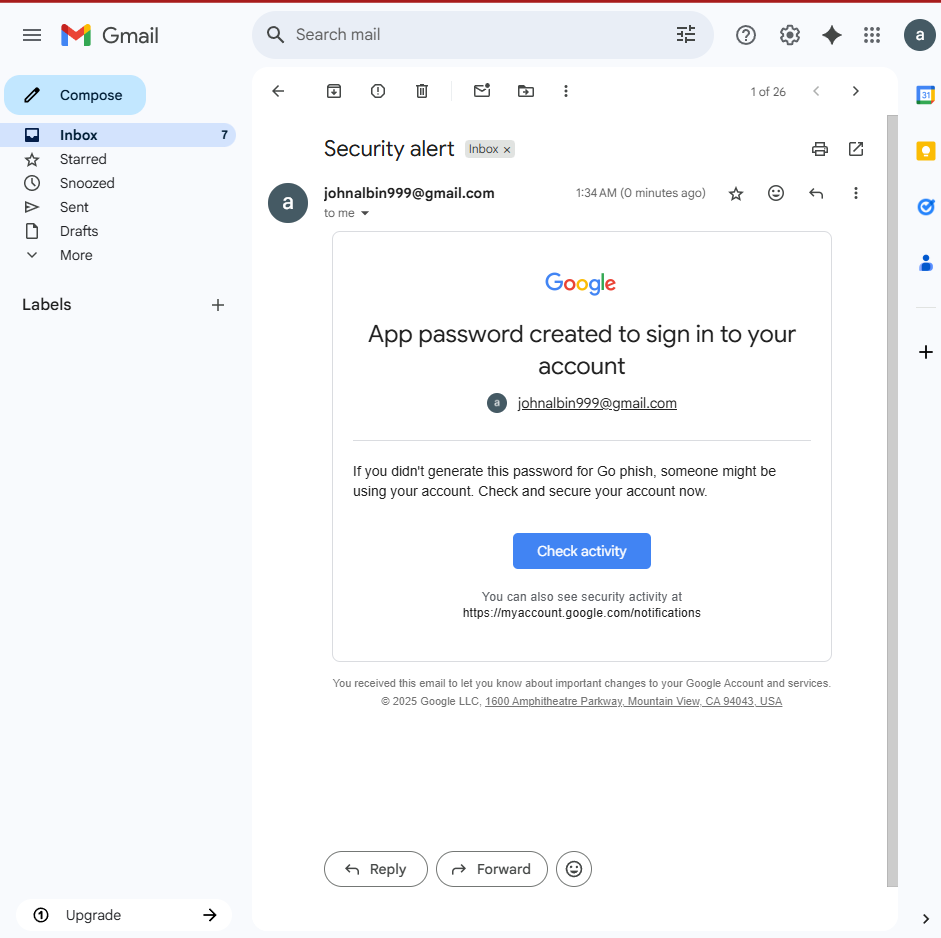 Gmail
Search mail
a
Compose
1 of 26
31
Inbox 7
Security alert Inbox ×
Starred
Snoozed
a johnalbin999@gmail.com 1:34 AM (0 minutes ago)
Sent
to me
Drafts
More
Google
Labels
App password created to sign in to your
account
a johnalbin999@gmail.com
If you didn't generate this password for Go phish, someone might be
using your account. Check and secure your account now.
Check activity
You can also see security activity at
https://myaccount.google.com/notifications
You received this email to let you know about important changes to your Google Account and services.
© 2025 Google LLC, 1600 Amphitheatre Parkway, Mountain View, CA 94043, USA
Reply Forward
1 Upgrade